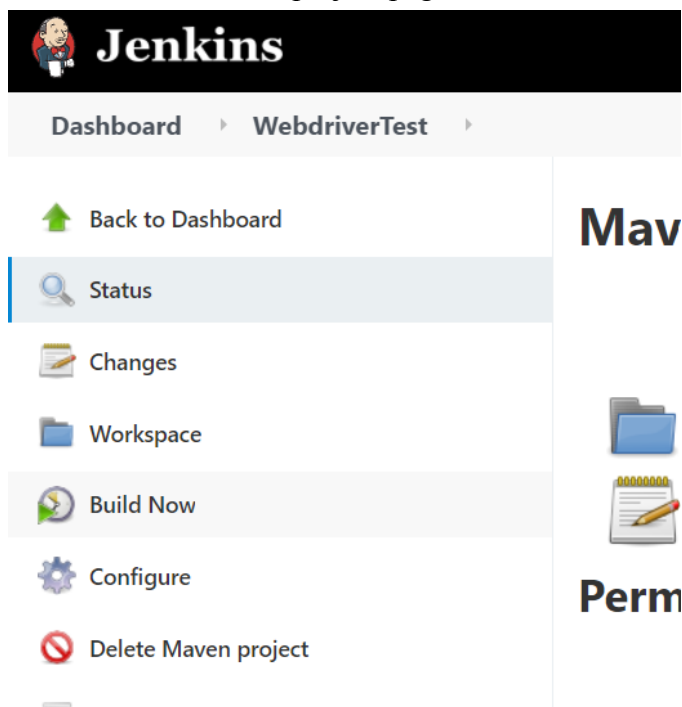 Jenkins
Dashboard WebdriverTest
Back to Dashboard
Mav
Status
Changes
Workspace
Build Now
Configure
Perm
Delete Maven project